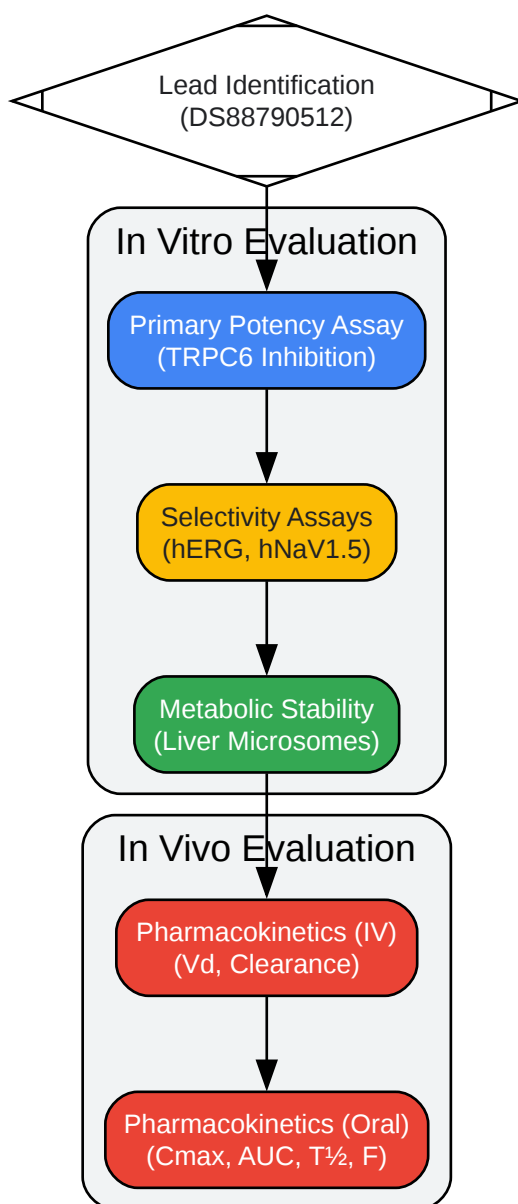 Lead Identification
(DS88790512)
In Vitro Evaluation
Primary Potency Assay
(TRPC6 Inhibition)
Selectivity Assays
(hERG, hNaV1.5)
Metabolic Stability
(Liver Microsomes)
In Vivo Evaluation
Pharmacokinetics (IV)
(Vd, Clearance)
Pharmacokinetics (Oral)
(Cmax, AUC, T½, F)